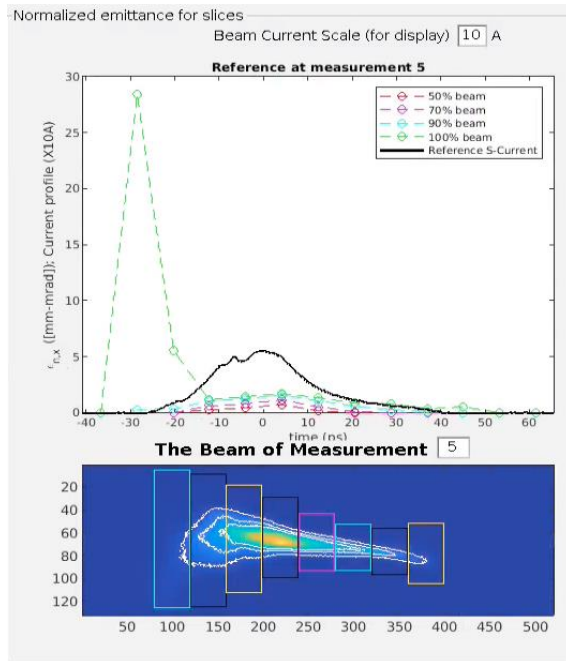 Normalized emittance for slices
Beam Current Scale (for display) 10 A
Reference at measurement 5
30
25
20
15
10
5
0
ϵn,x ([mm-mrad]); Current profile (X10A)
50% beam
70% beam
90% beam
100% beam
Reference S-Current
-40 -30 -20 -10 0 10 20 30 40 50 60
time (ns)
The Beam of Measurement 5
20
40
60
80
100
120
50 100 150 200 250 300 350 400 450 500